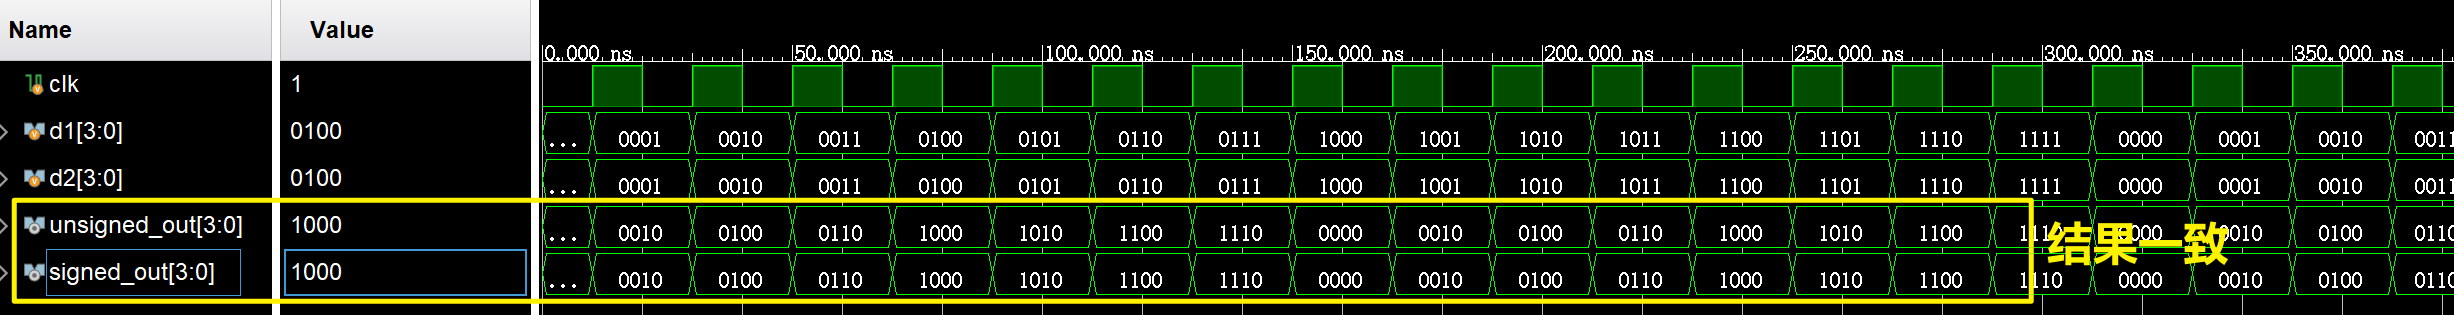 Name Value
0.000 ns 50.000 ns 100.000 ns 150.000 ns 200.000 ns 250.000 ns 300.000 ns 350.000 ns
clk 1
d1[3:0] 0100 ... 0001 0010 0011 0100 0101 0110 0111 1000 1001 1010 1011 1100 1101 1110 1111 0000 0001 0010 0011
d2[3:0] 0100 ... 0001 0010 0011 0100 0101 0110 0111 1000 1001 1010 1011 1100 1101 1110 1111 0000 0001 0010 0011
unsigned_out[3:0] 1000 ... 0010 0100 0110 1000 1010 1100 1110 0000 0010 0100 0110 1000 1010 1100 1110 0000 0010 0100 0110
结果一致
signed_out[3:0] 1000 ... 0010 0100 0110 1000 1010 1100 1110 0000 0010 0100 0110 1000 1010 1100 1110 0000 0010 0100 0110